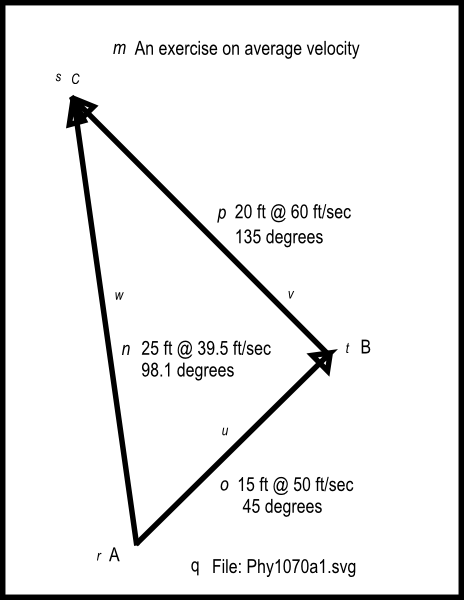 m An exercise on average velocity
s C
p 20 ft @ 60 ft/sec
135 degrees
w
v
n 25 ft @ 39.5 ft/sec
98.1 degrees
t B
u
o 15 ft @ 50 ft/sec
45 degrees
r A
q File: Phy1070a1.svg